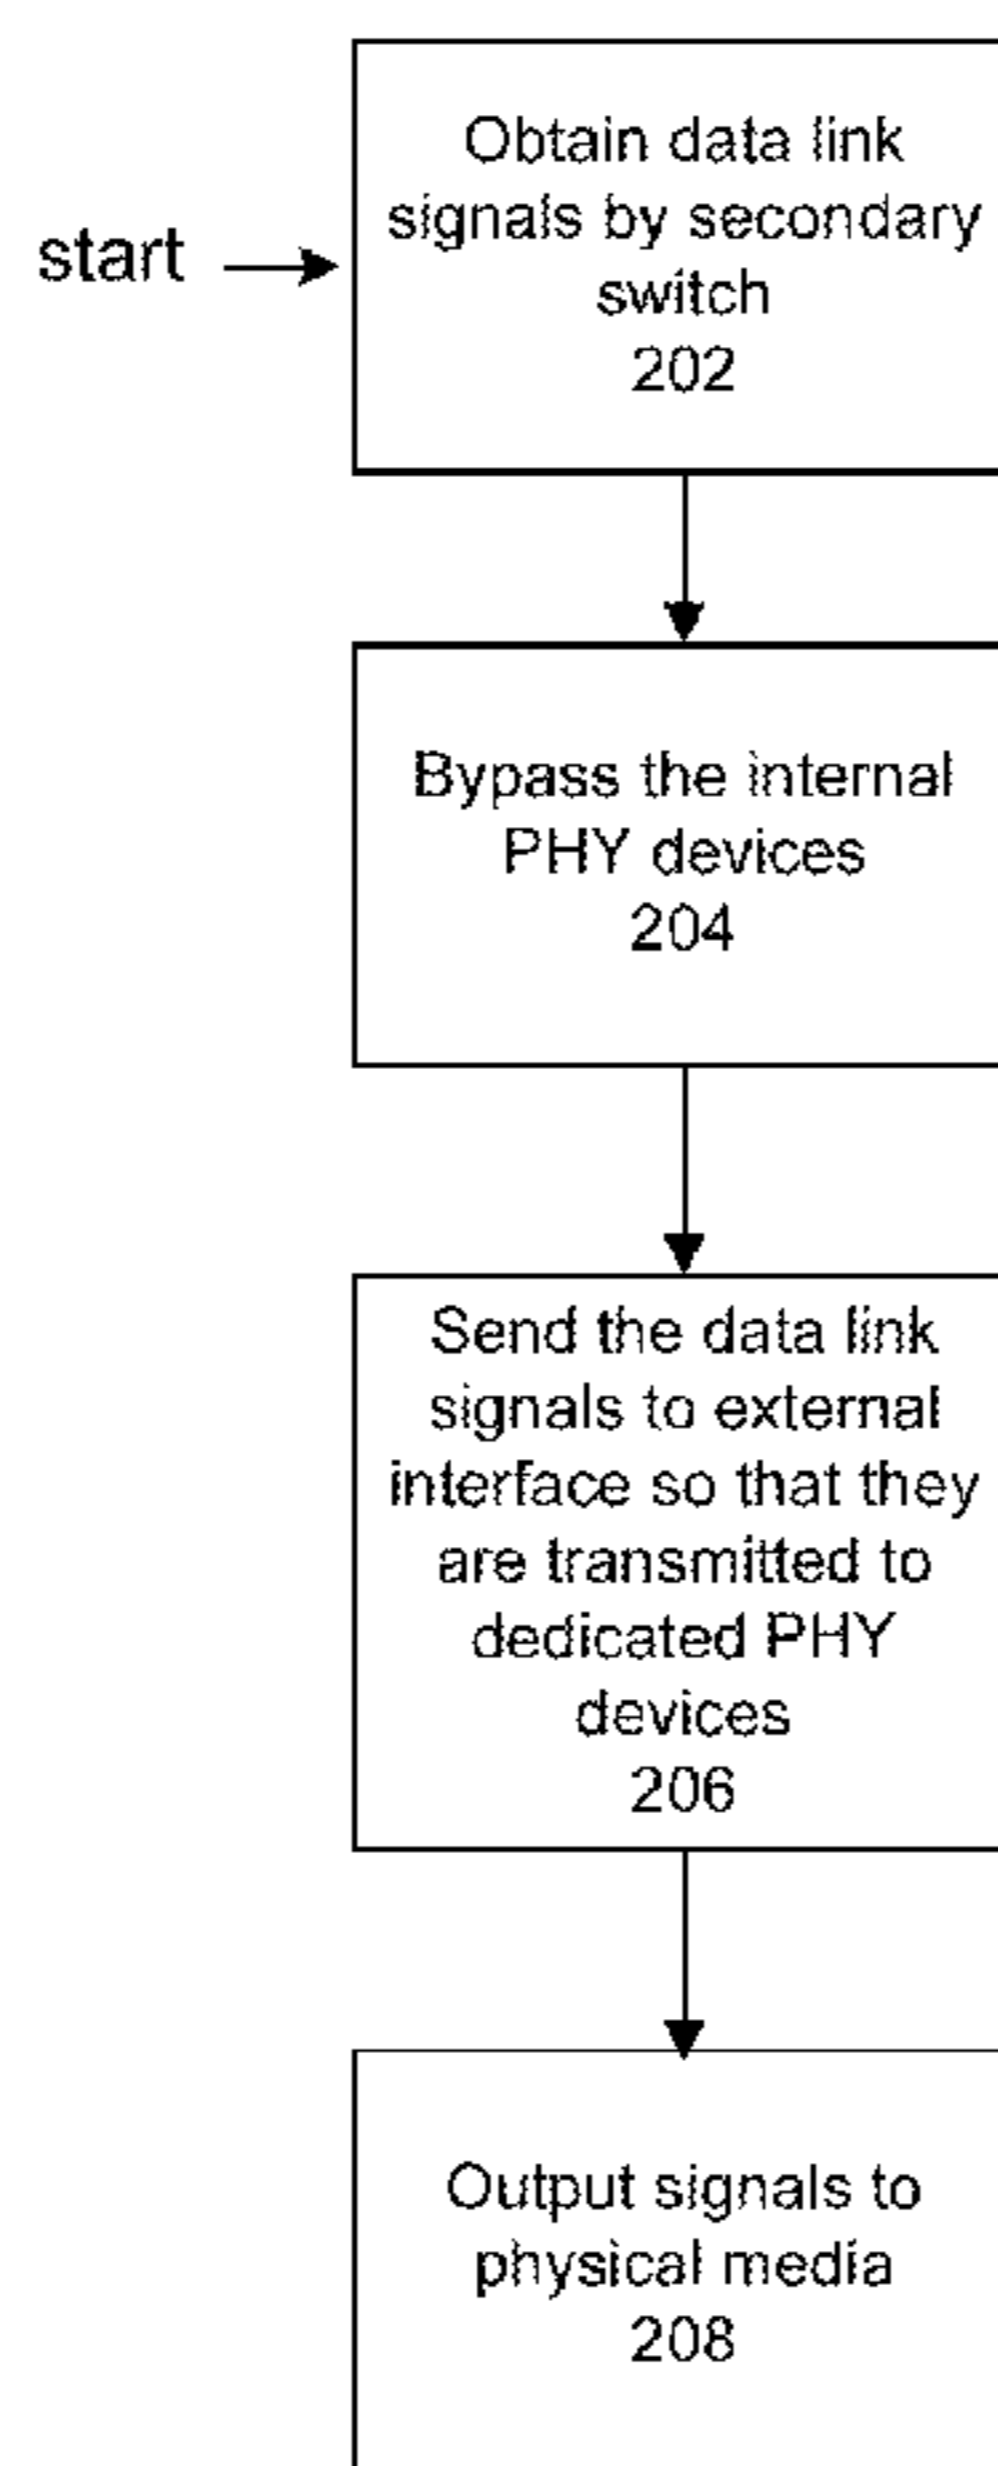 Obtain data link
signals by secondary
start
switch
202
Bypass the internal
PHY devices
204
Send the data link
signals to external
interface so that they
are transmitted to
dedicated PHY
devices
206
Output signals to
physical media
208